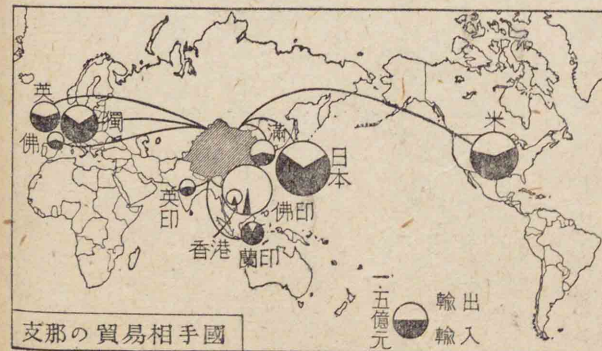 英
獨
佛
英印
香港
蘭印
佛印
滿
日本
米
一・五億元
輸出
輸入
支那の貿易相手國